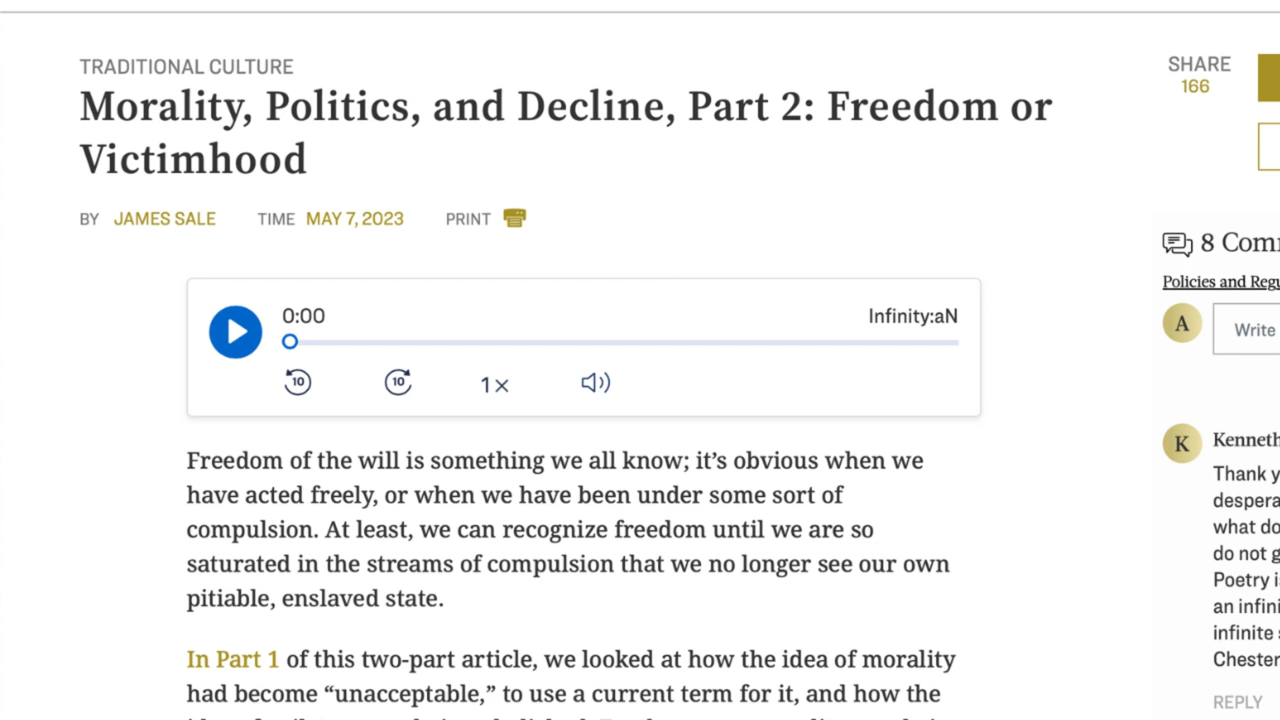 TRADITIONAL CULTURE
Morality, Politics, and Decline, Part 2: Freedom or
Victimhood
BY JAMES SALE TIME MAY 7, 2023 PRINT
0:00 Infinity:aN
10 10 1×
Freedom of the will is something we all know; it’s obvious when we
have acted freely, or when we have been under some sort of
compulsion. At least, we can recognize freedom until we are so
saturated in the streams of compulsion that we no longer see our own
pitiable, enslaved state.
In Part 1 of this two-part article, we looked at how the idea of morality
had become “unacceptable,” to use a current term for it, and how the
SHARE
166
8
Policies and
A
Write
K
Kenneth
Thank
what do
do not
Poetry
an
infinite
REPLY